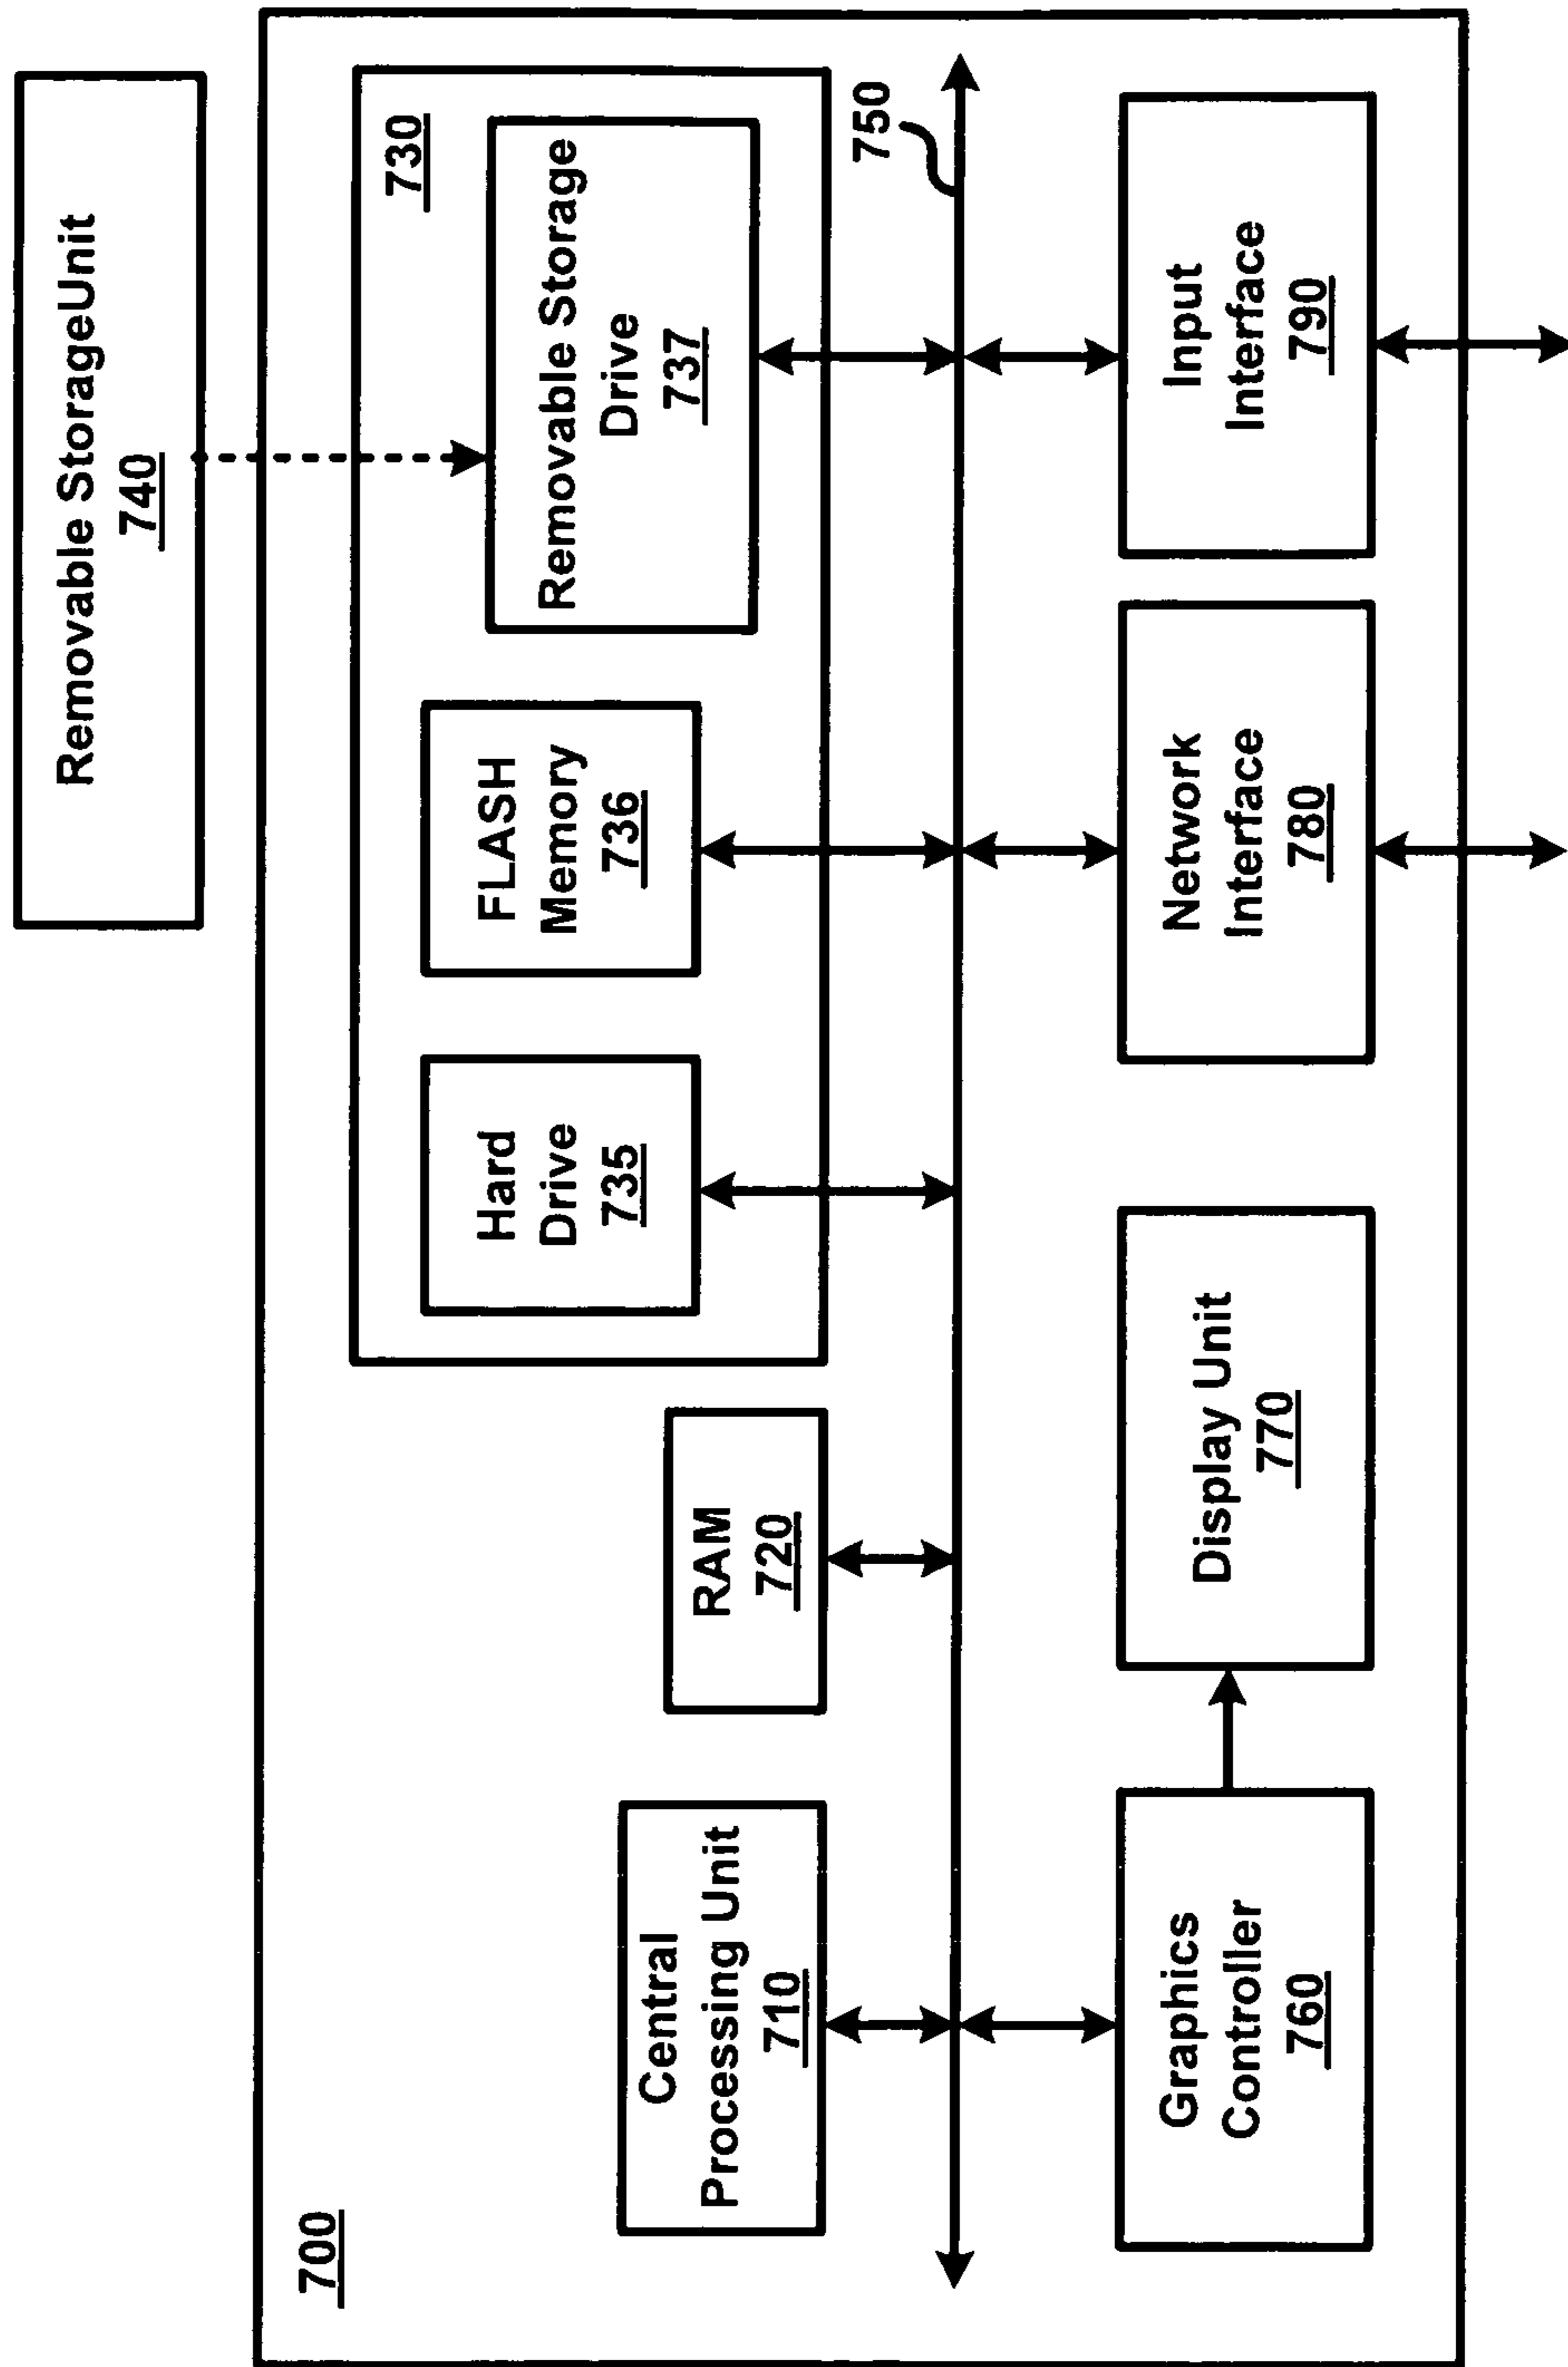 Removable StorageUnit
740
700
730
Central
Processing Unit
710
RAM
720
Hard
Drive
735
FLASH
Memory
736
Removable Storage
Drive
737
750
Graphics
Controller
760
Display Unit
770
Network
Interface
780
Input
Interface
790